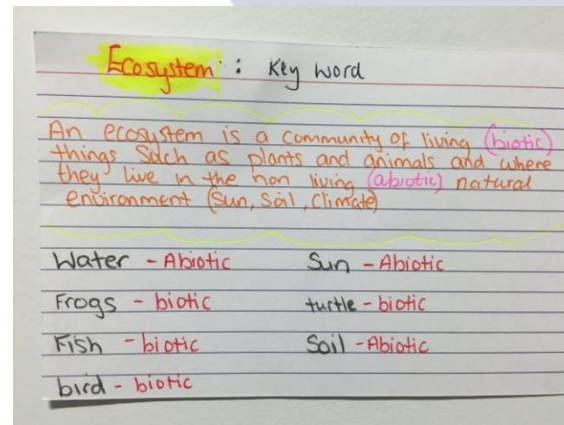 Ecosystem : Key word
An ecosystem is a community of living (biotic)
things Such as plants and animals and where
they live in the non living (abiotic) natural
environment (Sun, Soil, Climate)
Water - Abiotic Sun - Abiotic
Frogs - biotic turtle - biotic
Fish - biotic Soil - Abiotic
bird - biotic